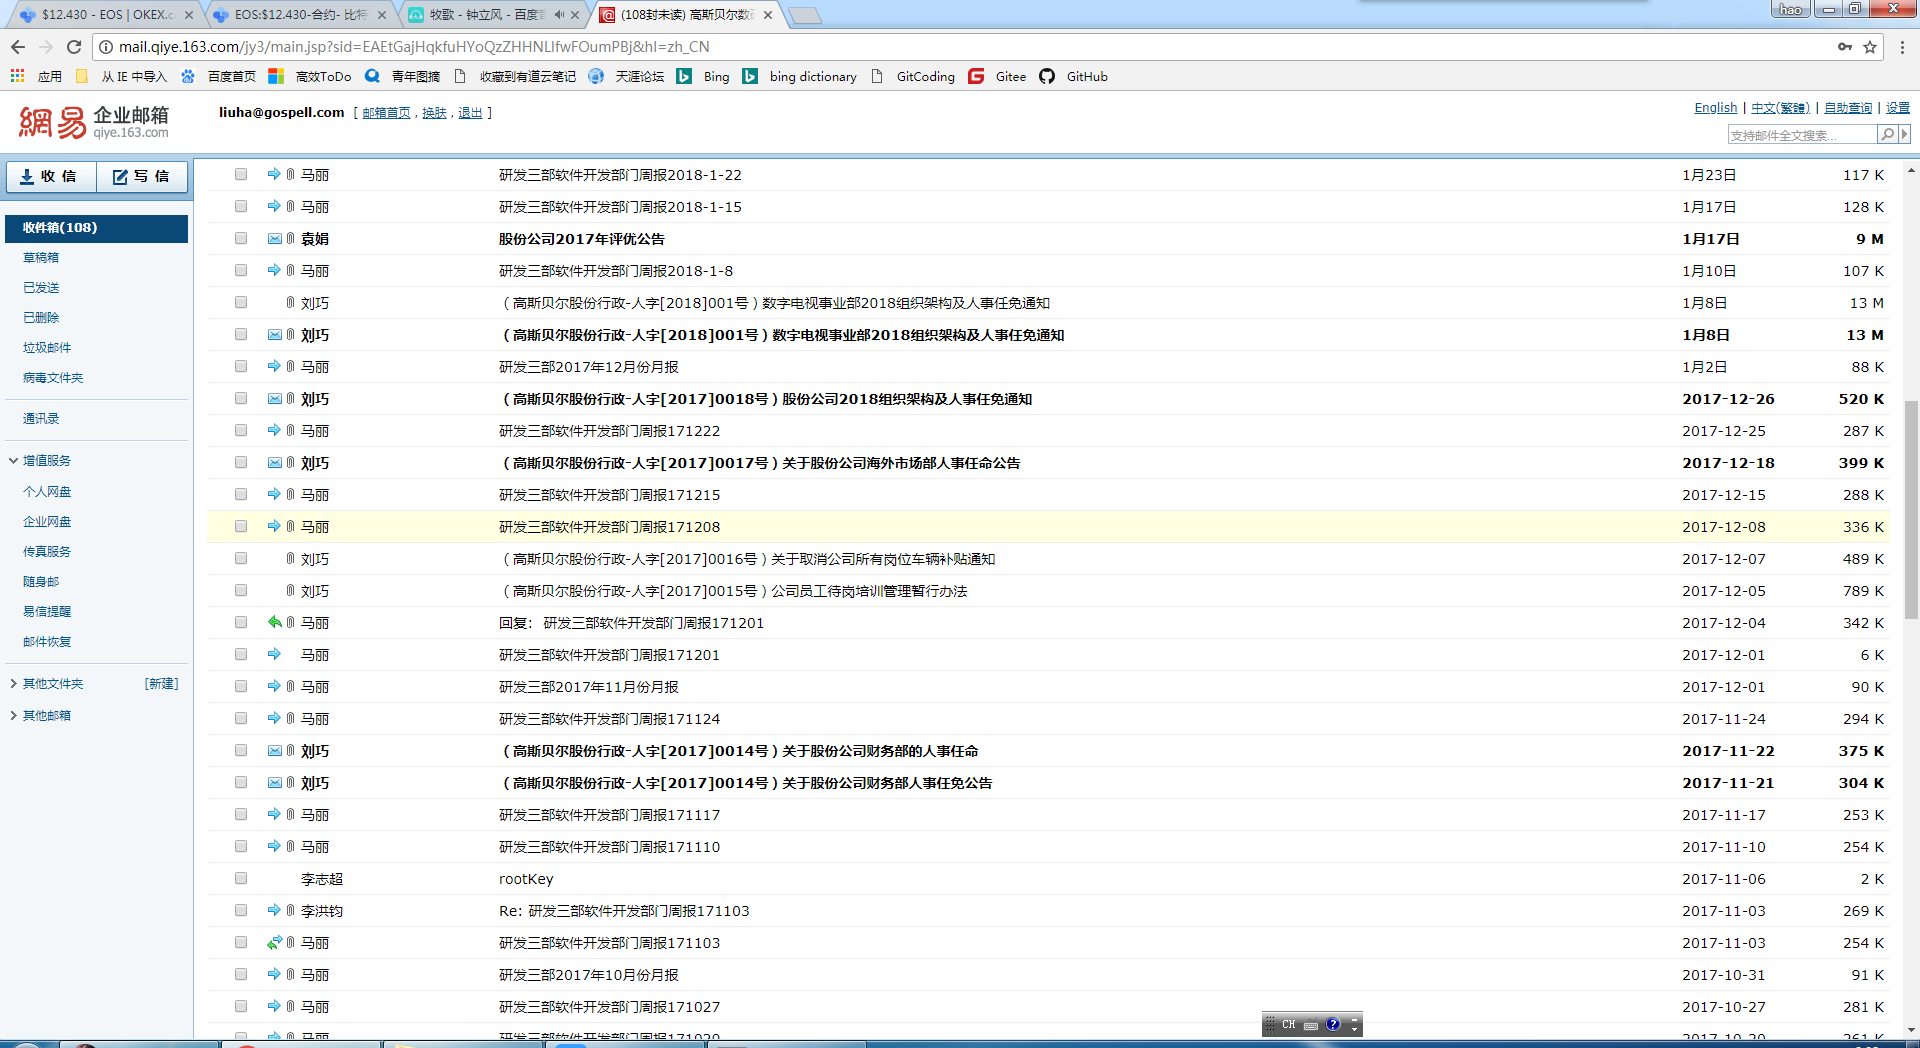 $12.430 - EOS | OKEX.c
EOS:$12.430-合约- 比特
牧歌 - 钟立风 - 百度音
(108封未读) 高斯贝尔数码
hao
mail.qiye.163.com/jy3/main.jsp?sid=EAEtGajHqkfuHYoQzZHHNLlfwFOumPBj&hl=zh_CN
应用 从 IE 中导入 百度首页 高效ToDo 青年图摘 收藏到有道云笔记 天涯论坛 Bing bing dictionary GitCoding Gitee GitHub
網易 企业邮箱
qiye.163.com
liuha@gospell.com [ 邮箱首页 , 换肤 , 退出 ]
English | 中文(繁體) | 自助查询 | 设置
支持邮件全文搜索...
收 信 写 信
收件箱(108)
草稿箱
已发送
已删除
垃圾邮件
病毒文件夹
通讯录
增值服务
个人网盘
企业网盘
传真服务
随身邮
易信提醒
邮件恢复
其他文件夹 [新建]
其他邮箱
马丽 研发三部软件开发部门周报2018-1-22 1月23日 117 K
马丽 研发三部软件开发部门周报2018-1-15 1月17日 128 K
袁娟 股份公司2017年评优公告 1月17日 9 M
马丽 研发三部软件开发部门周报2018-1-8 1月10日 107 K
刘巧 （高斯贝尔股份行政-人字[2018]001号）数字电视事业部2018组织架构及人事任免通知 1月8日 13 M
刘巧 （高斯贝尔股份行政-人字[2018]001号）数字电视事业部2018组织架构及人事任免通知 1月8日 13 M
马丽 研发三部2017年12月份月报 1月2日 88 K
刘巧 （高斯贝尔股份行政-人字[2017]0018号）股份公司2018组织架构及人事任免通知 2017-12-26 520 K
马丽 研发三部软件开发部门周报171222 2017-12-25 287 K
刘巧 （高斯贝尔股份行政-人字[2017]0017号）关于股份公司海外市场部人事任命公告 2017-12-18 399 K
马丽 研发三部软件开发部门周报171215 2017-12-15 288 K
马丽 研发三部软件开发部门周报171208 2017-12-08 336 K
刘巧 （高斯贝尔股份行政-人字[2017]0016号）关于取消公司所有岗位车辆补贴通知 2017-12-07 489 K
刘巧 （高斯贝尔股份行政-人字[2017]0015号）公司员工待岗培训管理暂行办法 2017-12-05 789 K
马丽 回复： 研发三部软件开发部门周报171201 2017-12-04 342 K
马丽 研发三部软件开发部门周报171201 2017-12-01 6 K
马丽 研发三部2017年11月份月报 2017-12-01 90 K
马丽 研发三部软件开发部门周报171124 2017-11-24 294 K
刘巧 （高斯贝尔股份行政-人字[2017]0014号）关于股份公司财务部的人事任命 2017-11-22 375 K
刘巧 （高斯贝尔股份行政-人字[2017]0014号）关于股份公司财务部人事任免公告 2017-11-21 304 K
马丽 研发三部软件开发部门周报171117 2017-11-17 253 K
马丽 研发三部软件开发部门周报171110 2017-11-10 254 K
李志超 rootKey 2017-11-06 2 K
李洪钧 Re: 研发三部软件开发部门周报171103 2017-11-03 269 K
马丽 研发三部软件开发部门周报171103 2017-11-03 254 K
马丽 研发三部2017年10月份月报 2017-10-31 91 K
马丽 研发三部软件开发部门周报171027 2017-10-27 281 K
马丽 研发三部软件开发部门周报171020 2017-10-20 261 K
CH